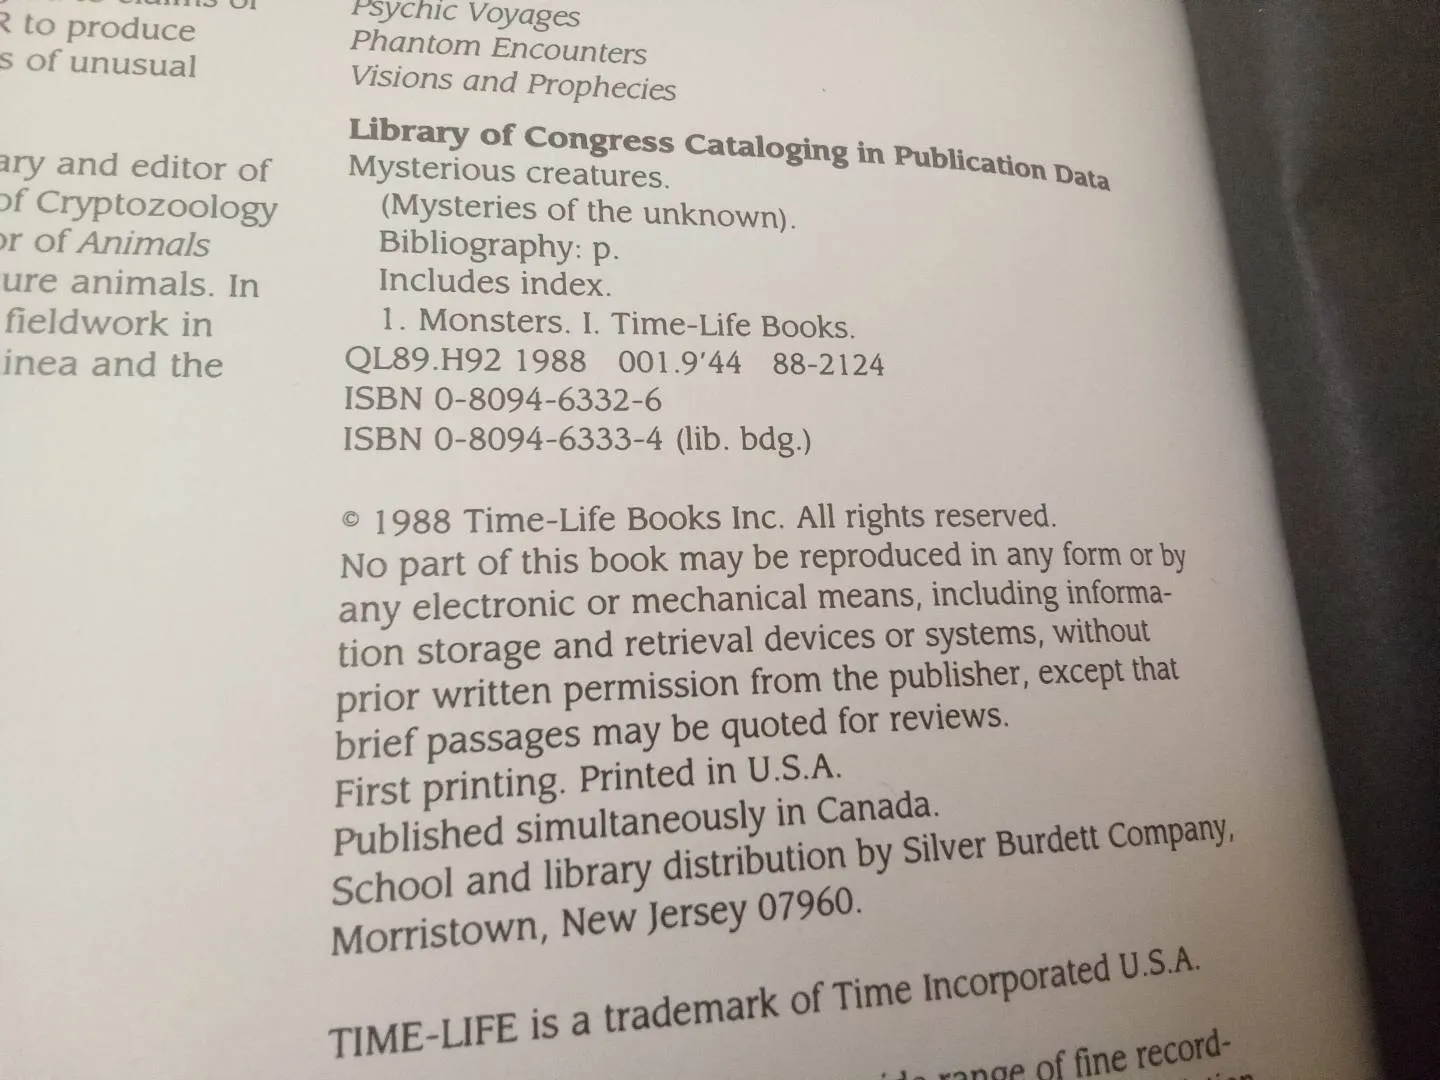 R to produce
s of unusual
ary and editor of
of Cryptozoology
or of Animals
ure animals. In
fieldwork in
inea and the
Psychic Voyages
Phantom Encounters
Visions and Prophecies
Library of Congress Cataloging in Publication Data
Mysterious creatures.
(Mysteries of the unknown).
Bibliography: p.
Includes index.
1. Monsters. I. Time-Life Books.
QL89.H92 1988 001.9'44 88-2124
ISBN 0-8094-6332-6
ISBN 0-8094-6333-4 (lib. bdg.)
© 1988 Time-Life Books Inc. All rights reserved.
No part of this book may be reproduced in any form or by
any electronic or mechanical means, including informa-
tion storage and retrieval devices or systems, without
prior written permission from the publisher, except that
brief passages may be quoted for reviews.
First printing. Printed in U.S.A.
Published simultaneously in Canada.
School and library distribution by Silver Burdett Company,
Morristown, New Jersey 07960.
TIME-LIFE is a trademark of Time Incorporated U.S.A.
range of fine record-